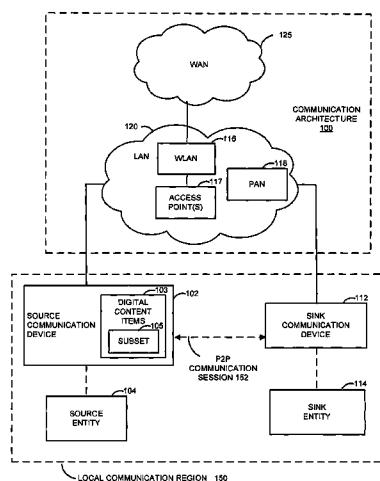 125
WAN
COMMUNICATION
ARCHITECTURE
100
120
116
LAN
WLAN
118
117
PAN
ACCESS
POINT(S)
103
102
DIGITAL
CONTENT
ITEMS
105
SUBSET
SOURCE
COMMUNICATION
DEVICE
112
SINK
COMMUNICATION
DEVICE
P2P
COMMUNICATION
SESSION 152
104
SOURCE
ENTITY
114
SINK
ENTITY
LOCAL COMMUNICATION REGION 150